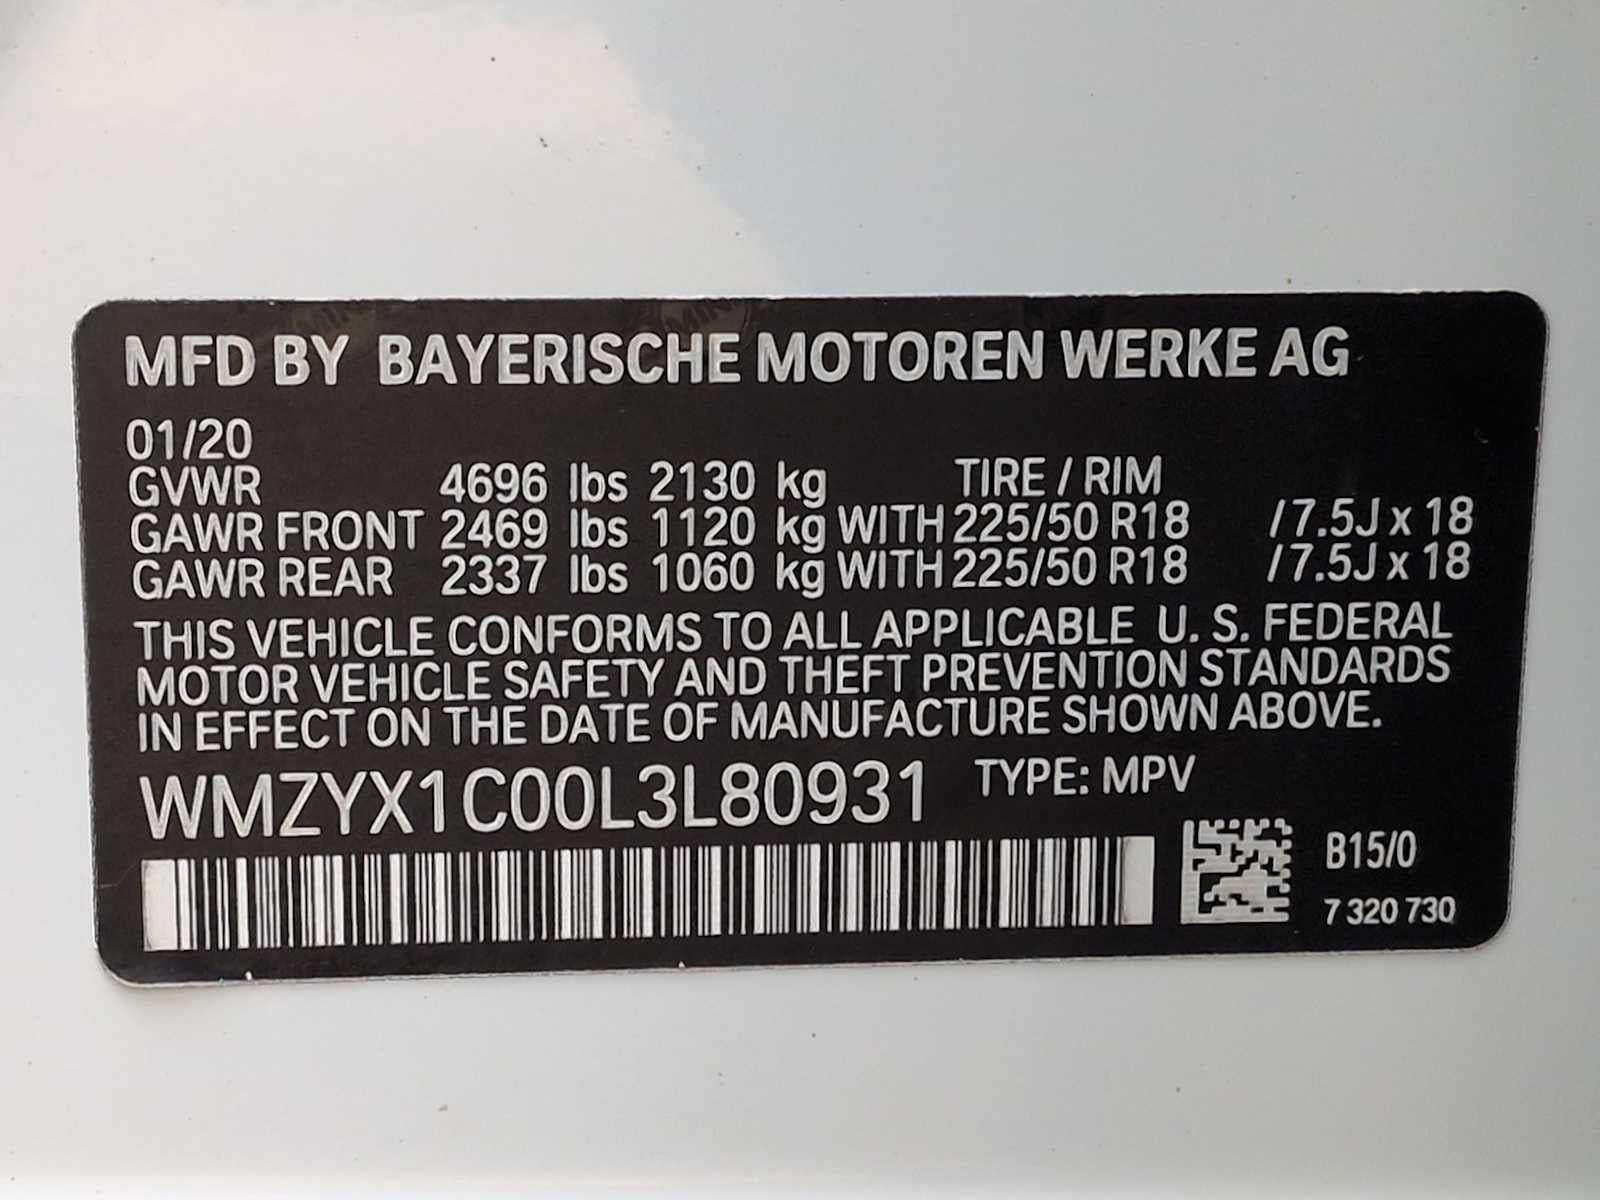 MFD BY BAYERISCHE MOTOREN WERKE AG
01/20
GVWR 4696 lbs 2130 kg TIRE / RIM
GAWR FRONT 2469 lbs 1120 kg WITH 225/50 R18 /7.5J x 18
GAWR REAR 2337 lbs 1060 kg WITH 225/50 R18 /7.5J x 18
THIS VEHICLE CONFORMS TO ALL APPLICABLE U. S. FEDERAL
MOTOR VEHICLE SAFETY AND THEFT PREVENTION STANDARDS
IN EFFECT ON THE DATE OF MANUFACTURE SHOWN ABOVE.
WMZYX1C00L3L80931 TYPE: MPV
B15/0
7 320 730